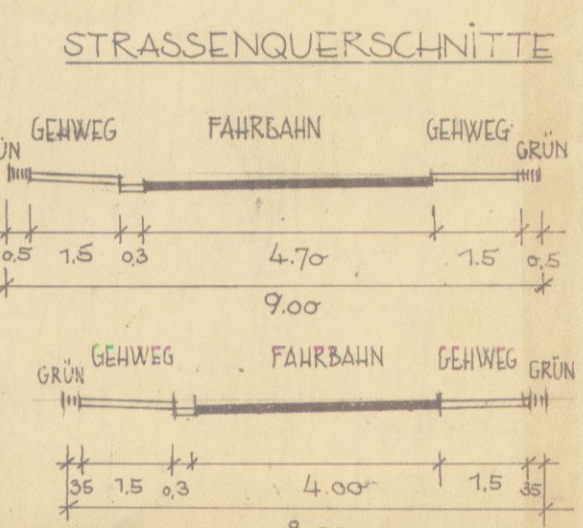 STRASSENQUERSCHNITTE
GEHWEG FAHRBAHN GEHWEG
ÜN GRÜN
0,5 1,5 0,3 4.70 1.5 0,5
9.00
GEHWEG FAHRBAHN GEHWEG
GRÜN GRÜN
35 1,5 0,3 4.00 1,5 35